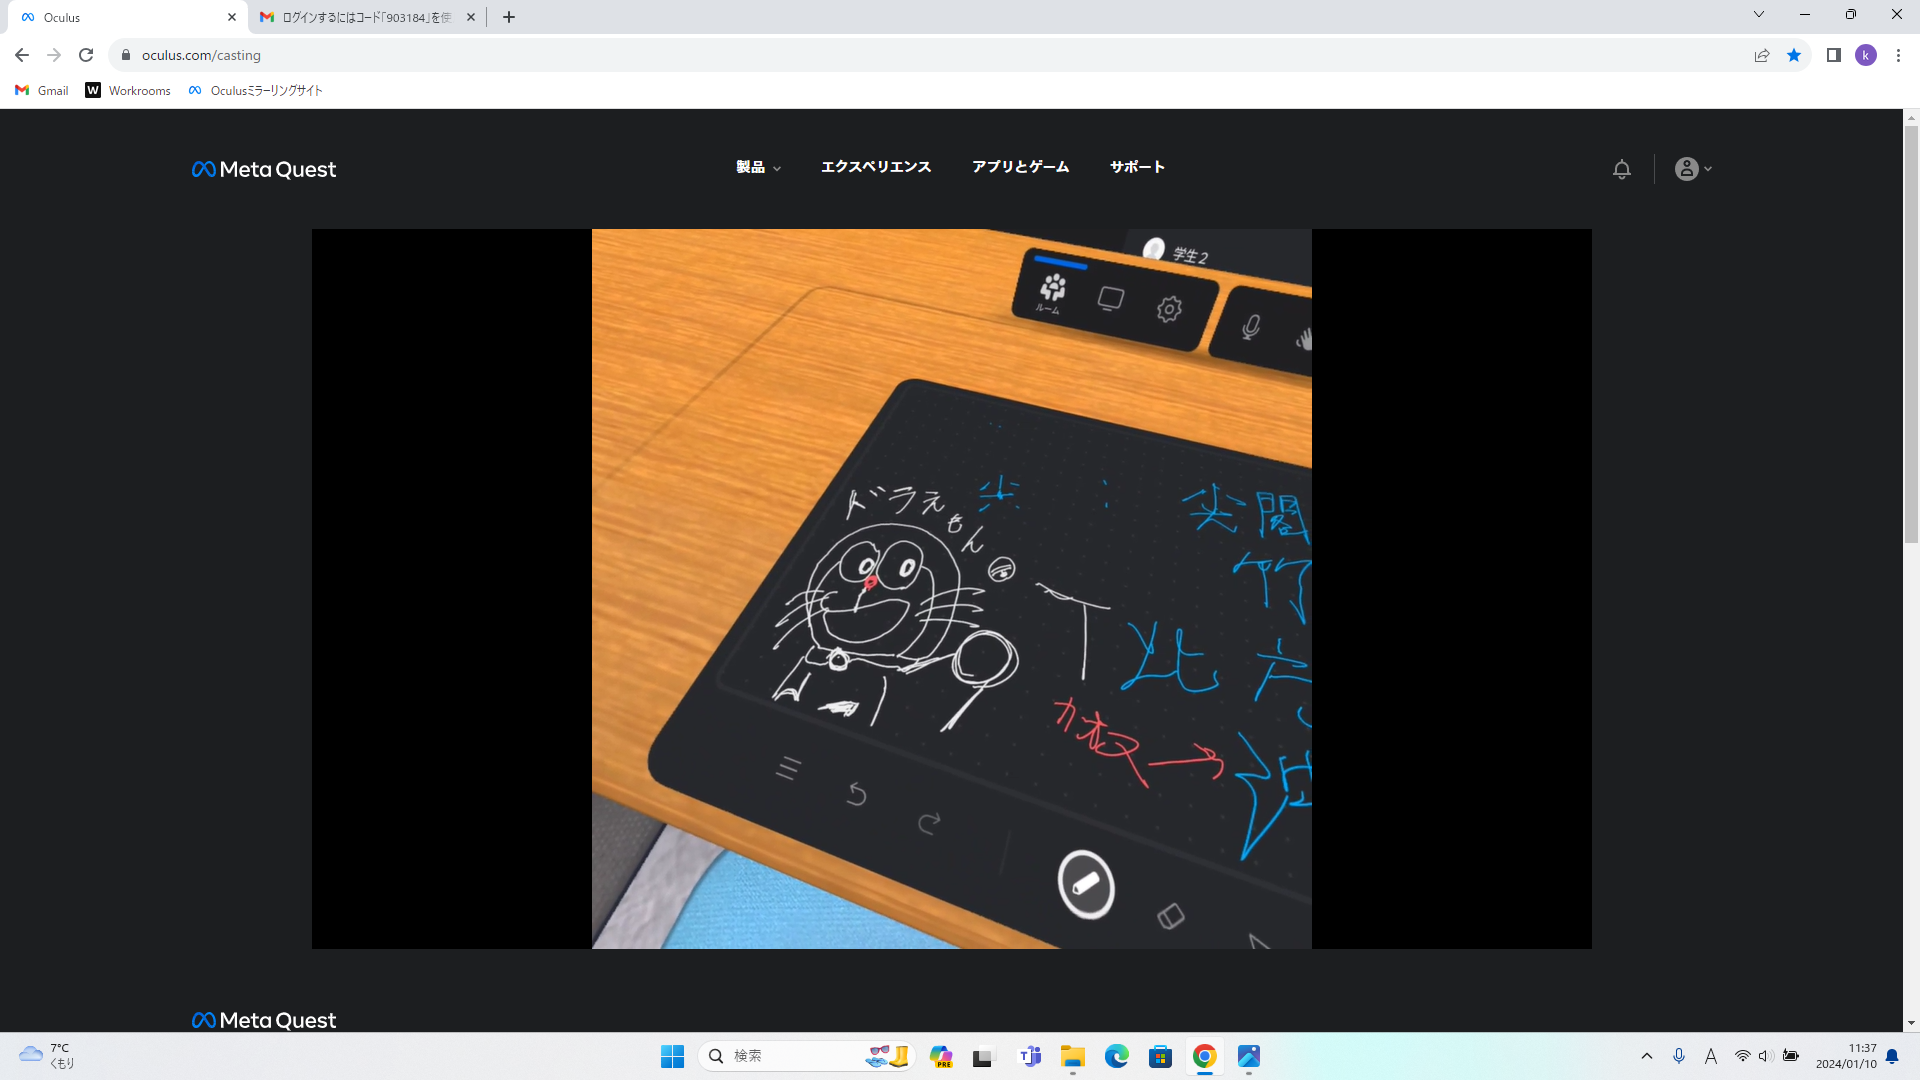 Oculus
ログインするにはコード「903184」を使
oculus.com/casting
k
Gmail
W Workrooms
Oculusミラーリングサイト
Meta Quest
製品
エクスペリエンス
アプリとゲーム
サポート
学生2
ルーム
ドラえもん
尖閣
竹
比
Meta Quest
7°C
くもり
検索
PRE
A
11:37
2024/01/10